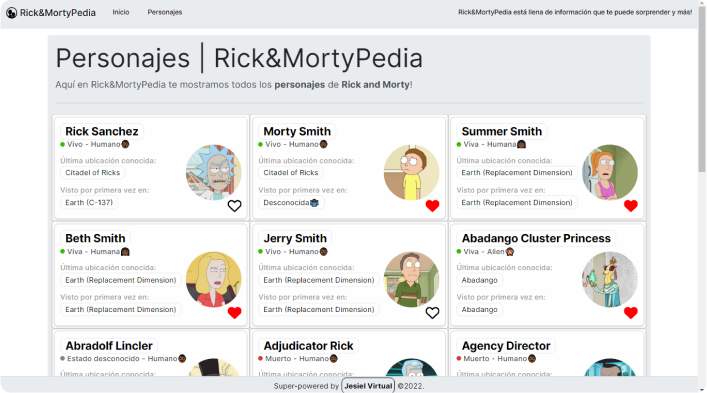 Rick&MortyPedia
Inicio
Personajes
Rick&MortyPedia está llena de información que te puede sorprender y más!
Personajes | Rick&MortyPedia
Aquí en Rick&MortyPedia te mostramos todos los personajes de Rick and Morty!
Rick Sanchez
Vivo - Humano
Última ubicación conocida:
Citadel of Ricks
Visto por primera vez en:
Earth (C-137)
Morty Smith
Vivo - Humano
Última ubicación conocida:
Citadel of Ricks
Visto por primera vez en:
Desconocida
Summer Smith
Viva - Humana
Última ubicación conocida:
Earth (Replacement Dimension)
Visto por primera vez en:
Earth (Replacement Dimension)
Beth Smith
Viva - Humana
Última ubicación conocida:
Earth (Replacement Dimension)
Visto por primera vez en:
Earth (Replacement Dimension)
Jerry Smith
Vivo - Humano
Última ubicación conocida:
Earth (Replacement Dimension)
Visto por primera vez en:
Earth (Replacement Dimension)
Abadango Cluster Princess
Viva - Alien
Última ubicación conocida:
Abadango
Visto por primera vez en:
Abadango
Abradolf Lincler
Estado desconocido - Humano
Última ubicación conocida:
Adjudicator Rick
Muerto - Humano
Última ubicación conocida:
Agency Director
Muerto - Humano
Última ubicación conocida:
Super-powered by Jesiel Virtual ©2022.